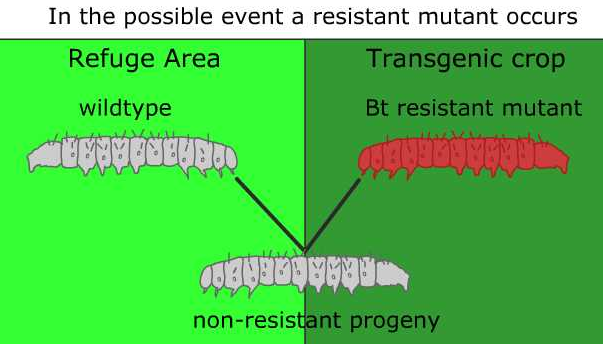 In the possible event a resistant mutant occurs
Refuge Area
Transgenic crop
wildtype
Bt resistant mutant
non-resistant progeny